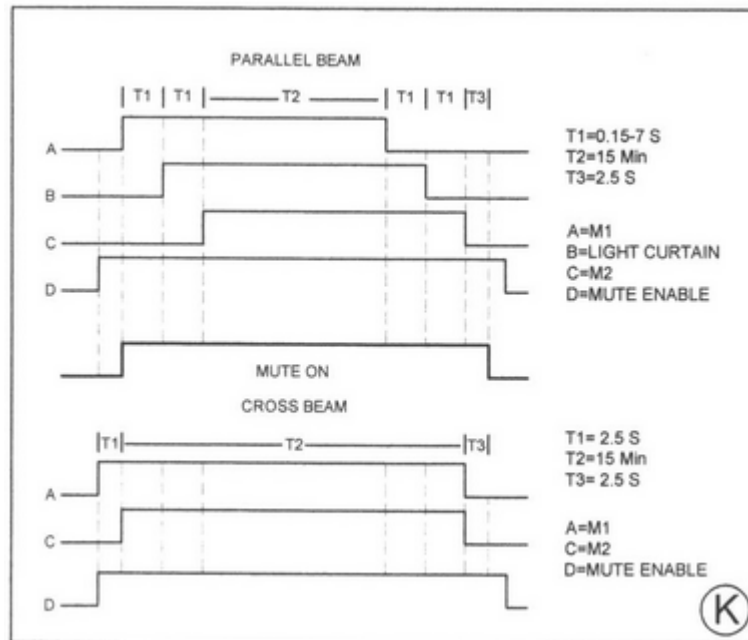 PARALLEL BEAM
T1 T1 T2 T1 T1 T3
A
B
C
D
T1=0.15-7 S
T2=15 Min
T3=2.5 S
A=M1
B=LIGHT CURTAIN
C=M2
D=MUTE ENABLE
MUTE ON
CROSS BEAM
T1 T2 T3
A
C
D
T1= 2.5 S
T2=15 Min
T3= 2.5 S
A=M1
C=M2
D=MUTE ENABLE
K